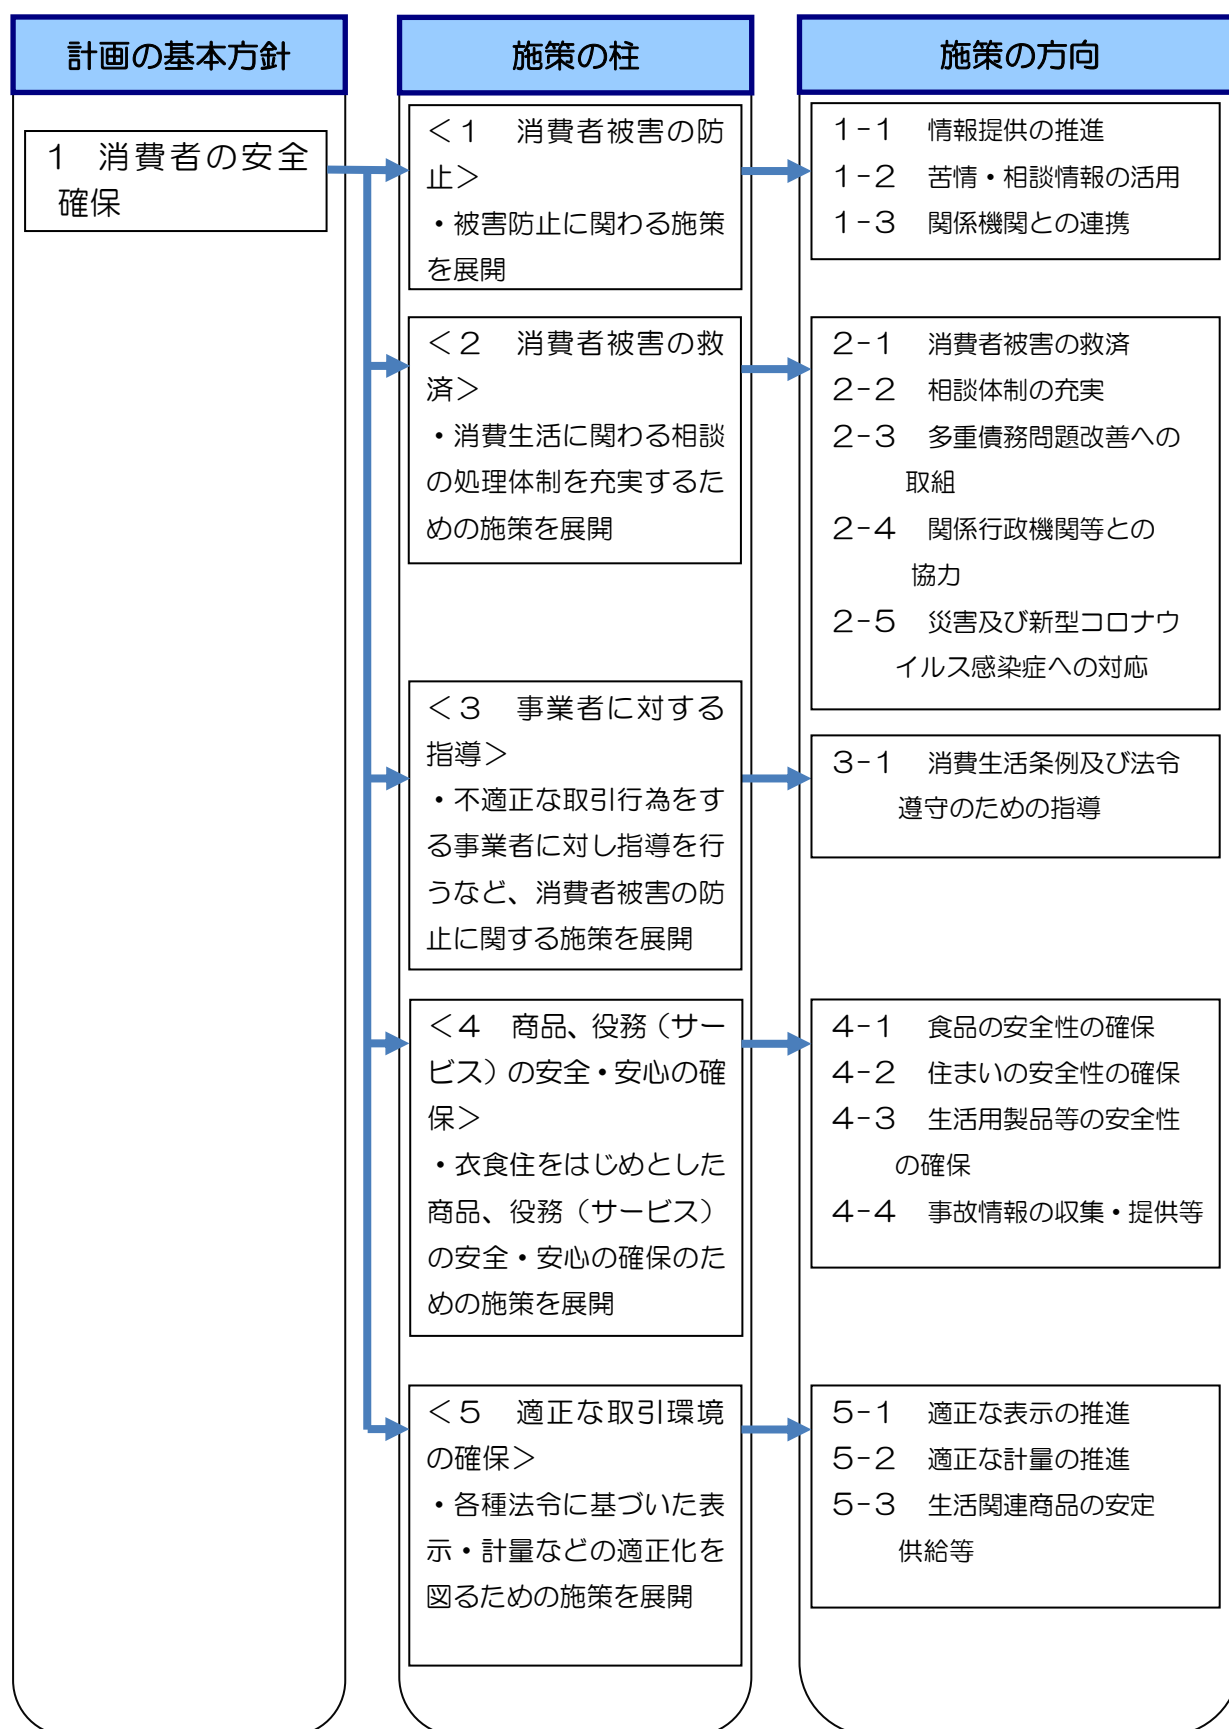 計画の基本方針
施策の柱
施策の方向
1 消費者の安全
確保
＜１　消費者被害の防
止＞
・被害防止に関わる施策
を展開
１-１　情報提供の推進
１-２　苦情・相談情報の活用
１-３　関係機関との連携
＜２　消費者被害の救
済＞
・消費生活に関わる相談
の処理体制を充実するた
めの施策を展開
２-１　消費者被害の救済
２-２　相談体制の充実
２-３　多重債務問題改善への
取組
２-４　関係行政機関等との
協力
２-５　災害及び新型コロナウ
イルス感染症への対応
＜３　事業者に対する
指導＞
・不適正な取引行為をす
る事業者に対し指導を行
うなど、消費者被害の防
止に関する施策を展開
３-１　消費生活条例及び法令
遵守のための指導
＜４　商品、役務（サー
ビス）の安全・安心の確
保＞
・衣食住をはじめとした
商品、役務（サービス）
の安全・安心の確保のた
めの施策を展開
４-１　食品の安全性の確保
４-２　住まいの安全性の確保
４-３　生活用製品等の安全性
の確保
４-４　事故情報の収集・提供等
＜５　適正な取引環境
の確保＞
・各種法令に基づいた表
示・計量などの適正化を
図るための施策を展開
５-１　適正な表示の推進
５-２　適正な計量の推進
５-３　生活関連商品の安定
供給等